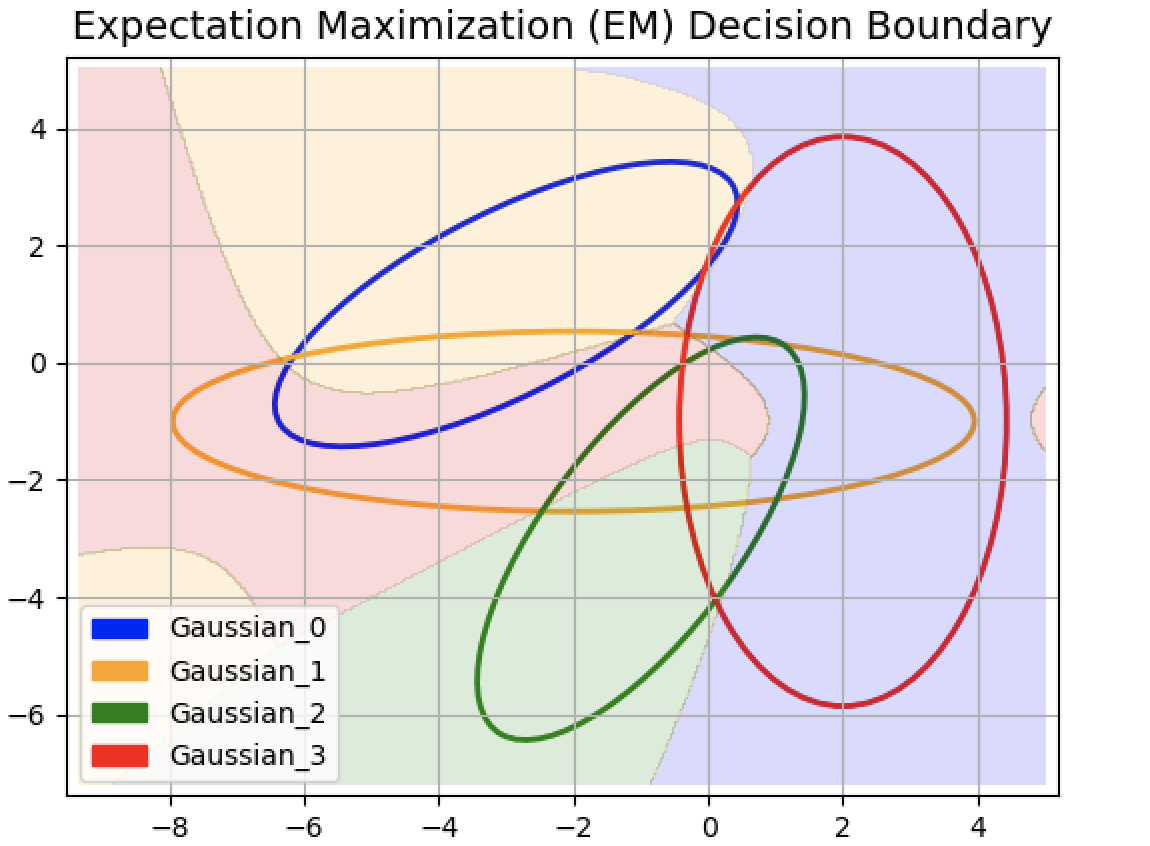 Expectation Maximization (EM) Decision Boundary
4
2
0
−2
−4
−6
Gaussian_0
Gaussian_1
Gaussian_2
Gaussian_3
−8 −6 −4 −2 0 2 4